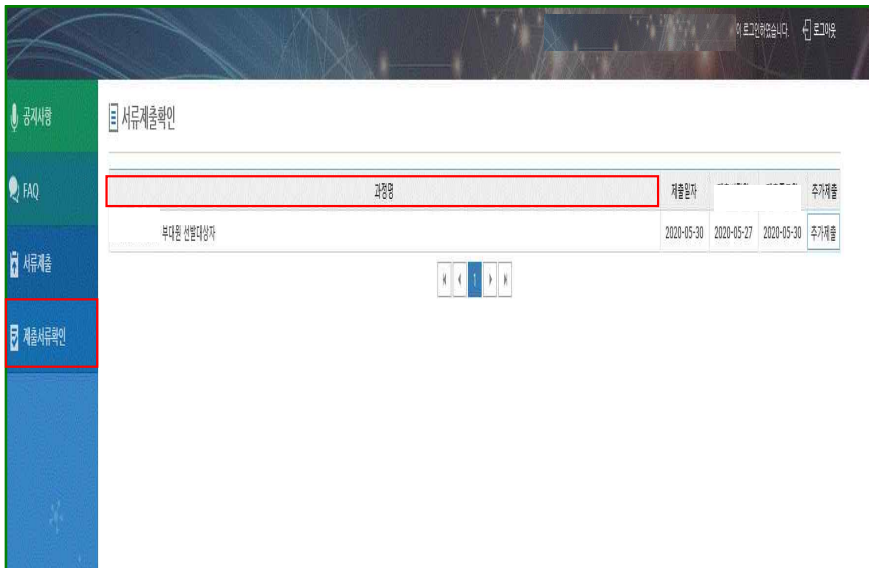 이 로그인하였습니다. 로그아웃
공지사항
FAQ
서류제출
제출서류확인
서류제출확인
과정명 제출일자 추가제출
부대원 선발대상자 2020-05-30 2020-05-27 2020-05-30 추가제출
1